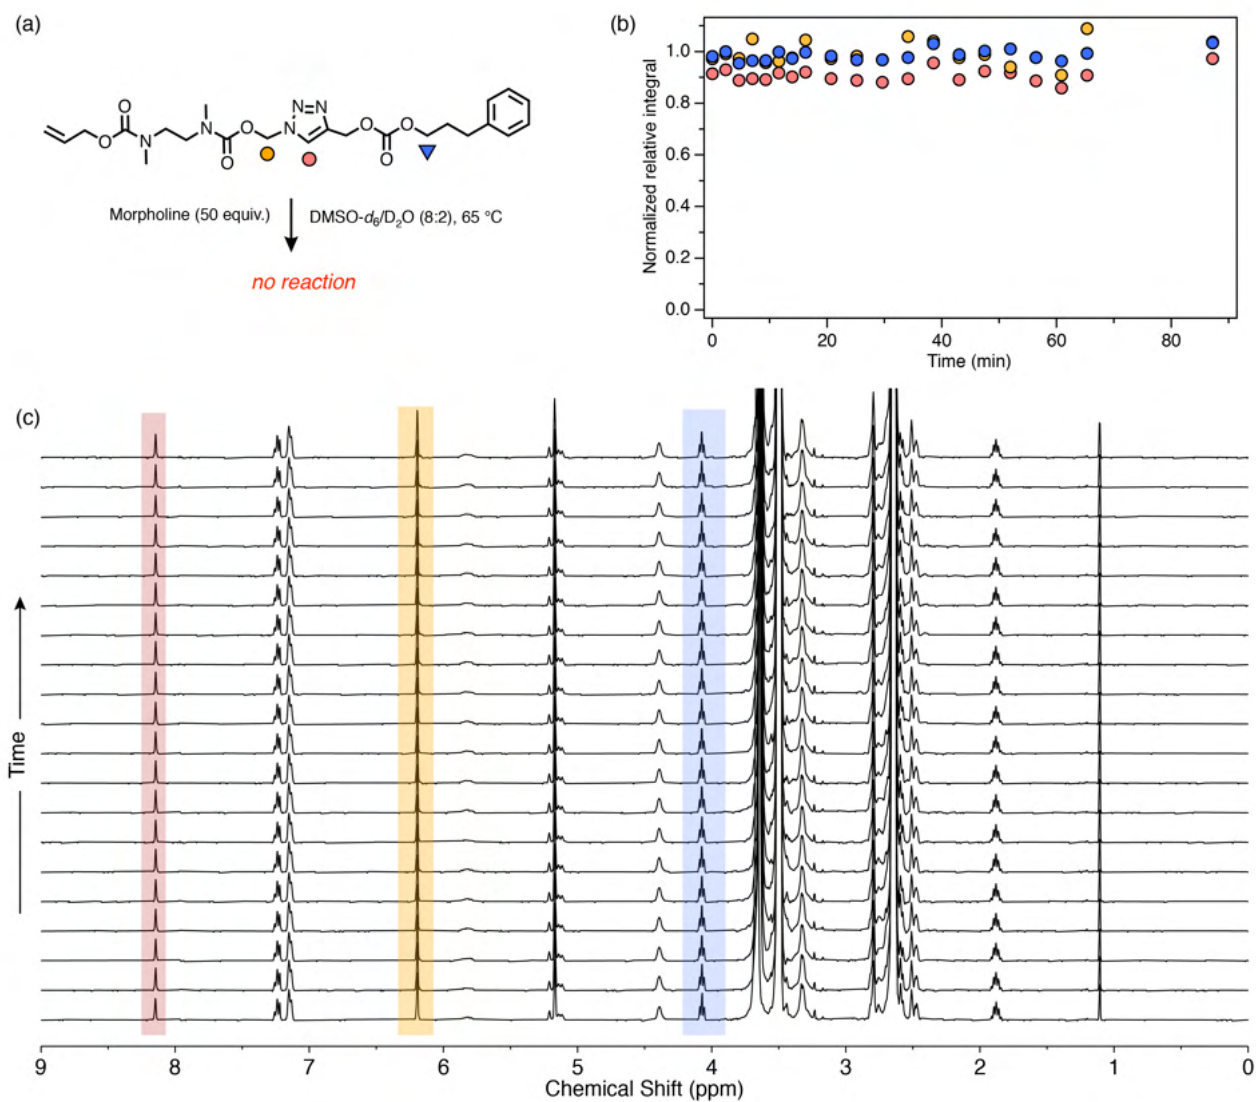 (a)
O
O
N
N
O
O
N
N=N
O
O
O
Morpholine (50 equiv.)
DMSO-d6/D2O (8:2), 65 °C
no reaction
(b)
Normalized relative integral
1.0
0.8
0.6
0.4
0.2
0.0
0 20 40 60 80
Time (min)
(c)
Time
9 8 7 6 5 4 3 2 1 0
Chemical Shift (ppm)